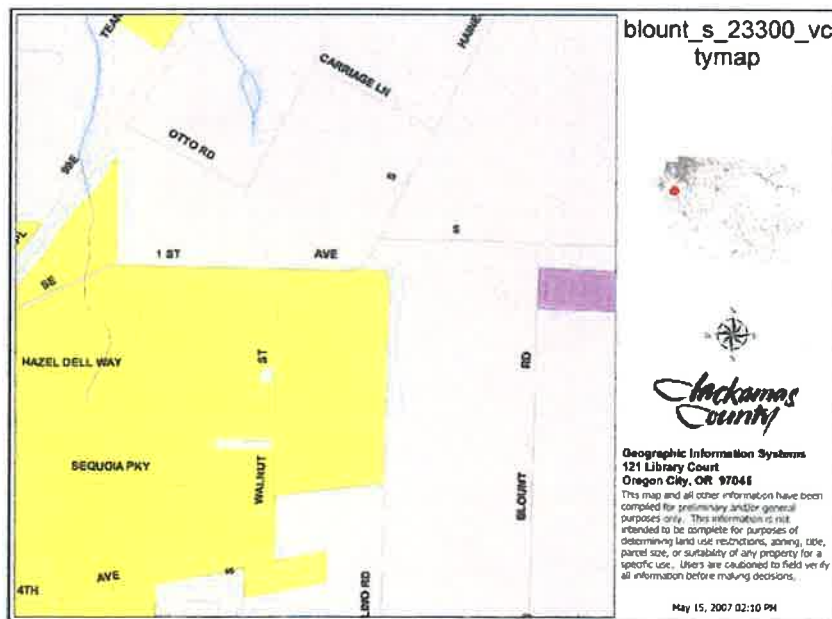 blount_s_23300_vc
tymap
CARRIAGE LN
OTTO RD
99E
S
S
1 ST AVE
SE
HAZEL DELL WAY
ST
RD
SEQUOIA PKY
WALNUT
BLOUNT
4TH AVE
S
Clackamas
County
Geographic Information Systems
121 Library Court
Oregon City, OR 97045
This map and all other information have been
compiled for preliminary and/or general
purposes only. This information is not
intended to be complete for purposes of
determining land use restrictions, zoning, title,
parcel size, or suitability of any property for a
specific use. Users are cautioned to field verify
all information before making decisions.
May 15, 2007 02:10 PM